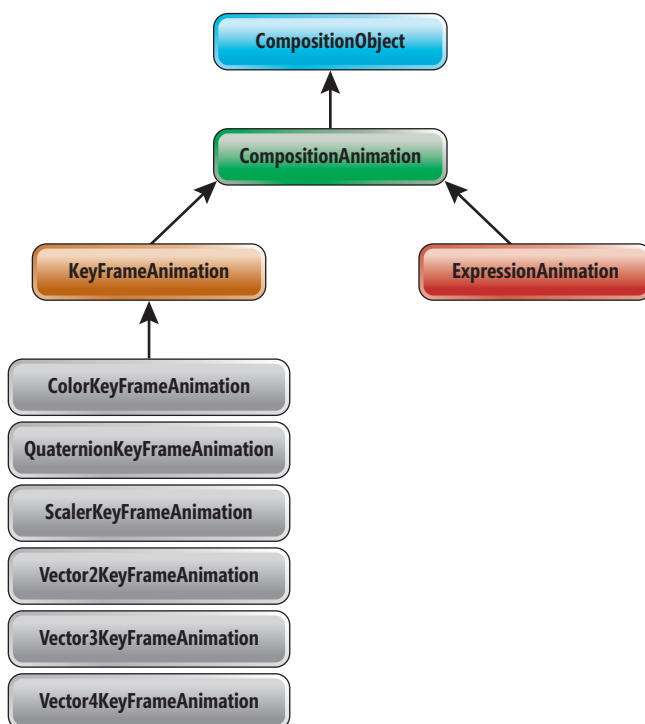 CompositionObject
CompositionAnimation
KeyFrameAnimation
ExpressionAnimation
ColorKeyFrameAnimation
QuaternionKeyFrameAnimation
ScalerKeyFrameAnimation
Vector2KeyFrameAnimation
Vector3KeyFrameAnimation
Vector4KeyFrameAnimation